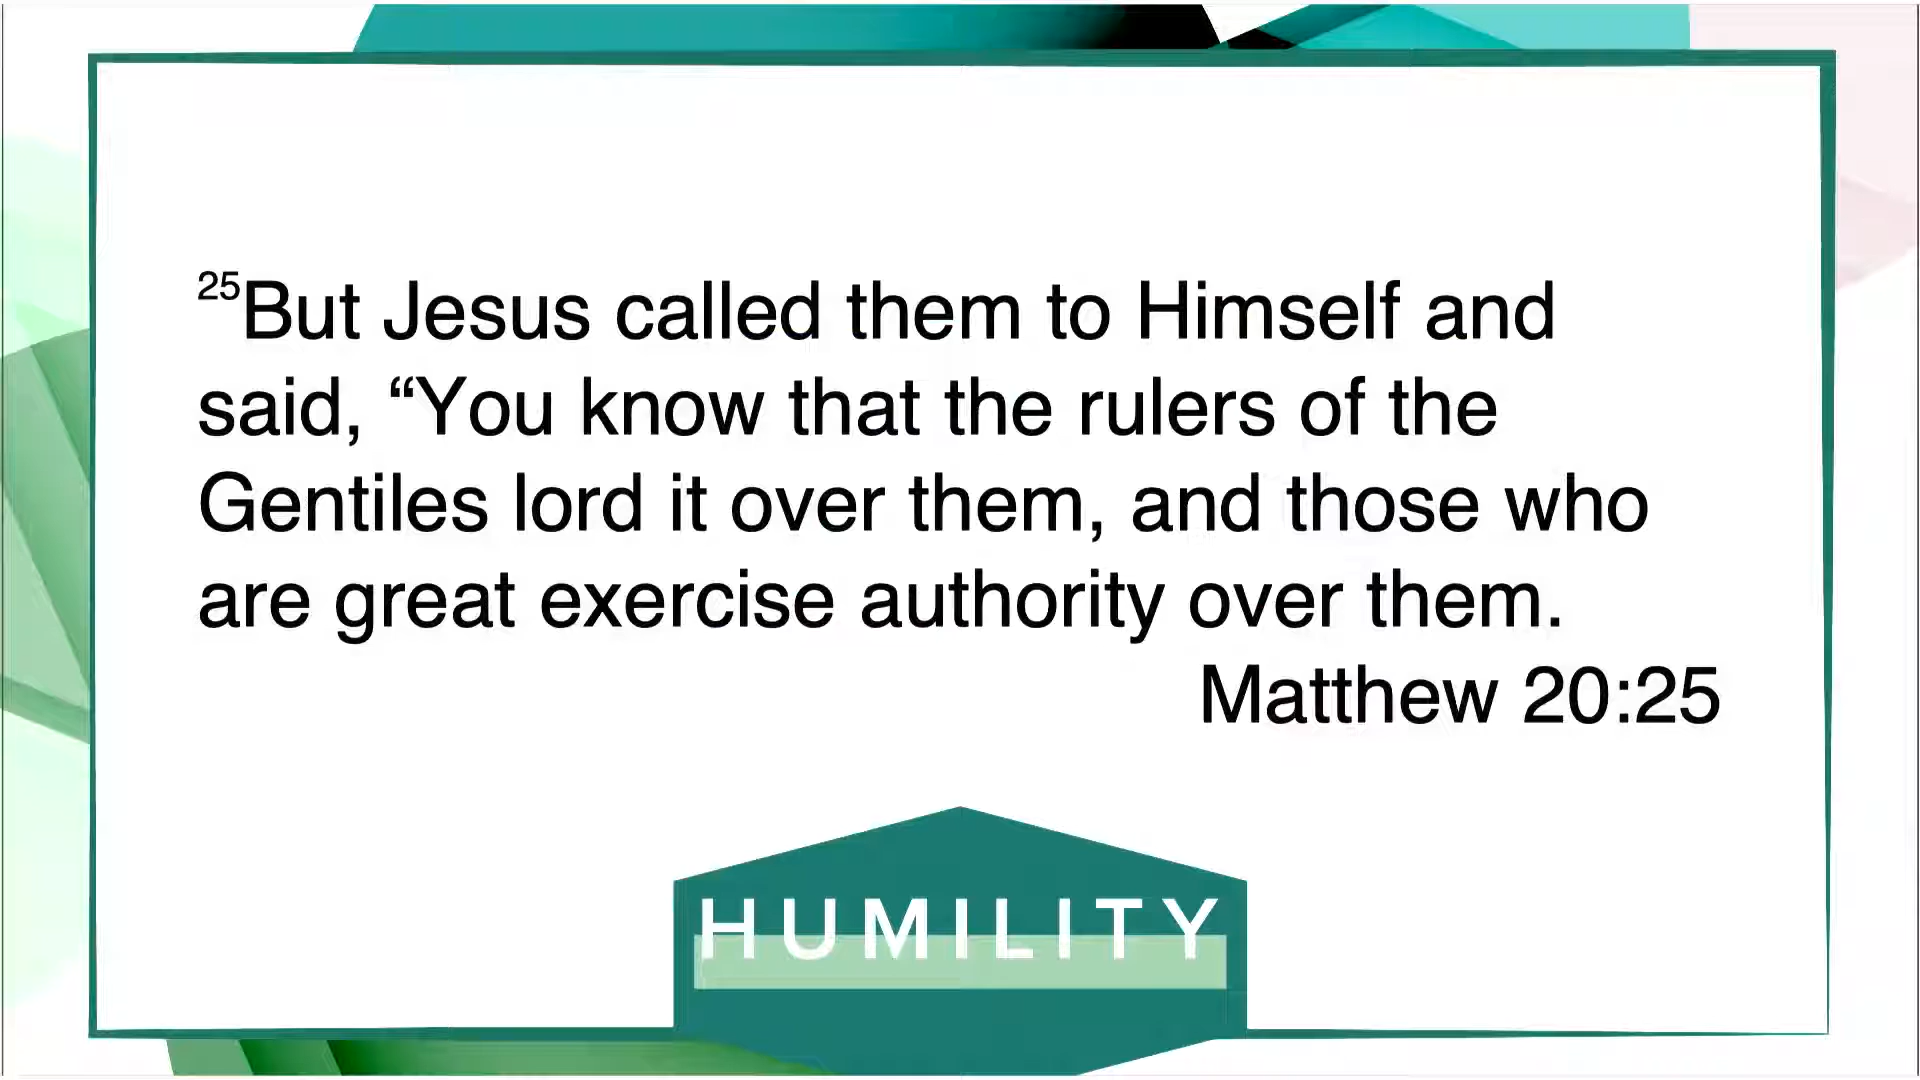 ²⁵But Jesus called them to Himself and
said, “You know that the rulers of the
Gentiles lord it over them, and those who
are great exercise authority over them.
Matthew 20:25
HUMILITY